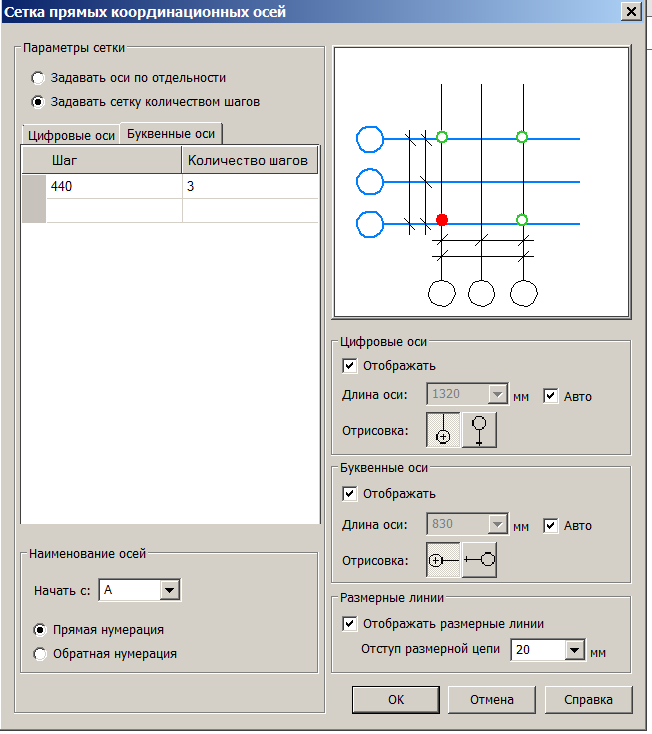 Сетка прямых координационных осей
Параметры сетки
Задавать оси по отдельности
Задавать сетку количеством шагов
Цифровые оси
Буквенные оси
Шаг
Количество шагов
440
3
Наименование осей
Начать с:
А
Прямая нумерация
Обратная нумерация
Цифровые оси
Отображать
Длина оси:
1320
мм
Авто
Отрисовка:
Буквенные оси
Отображать
Длина оси:
830
мм
Авто
Отрисовка:
Размерные линии
Отображать размерные линии
Отступ размерной цепи
20
мм
ОК
Отмена
Справка